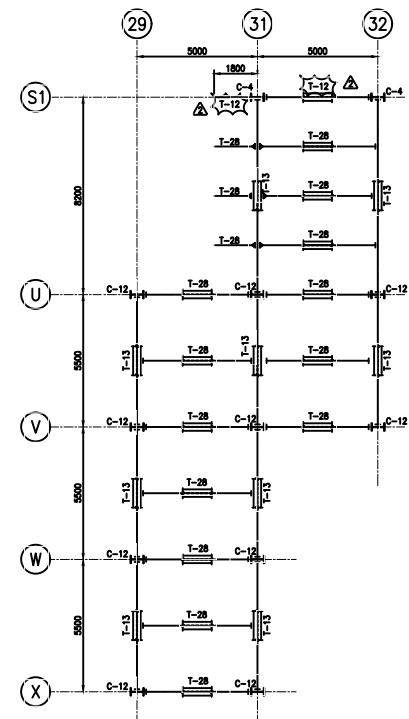 29 31 32
5000 5000
1800
S1 C-4 T-12 C-4
2 T-12 2
T-28 T-28
T-28 T-13 T-28 T-13
8200
T-28 T-28
U C-12 T-28 C-12 T-28 C-12
5500
T-13 T-28 T-13 T-28 T-13
V C-12 T-28 C-12 T-28 C-12
5500
T-13 T-28 T-13
W C-12 T-28 C-12
5500
T-13 T-28 T-13
X C-12 T-28 C-12